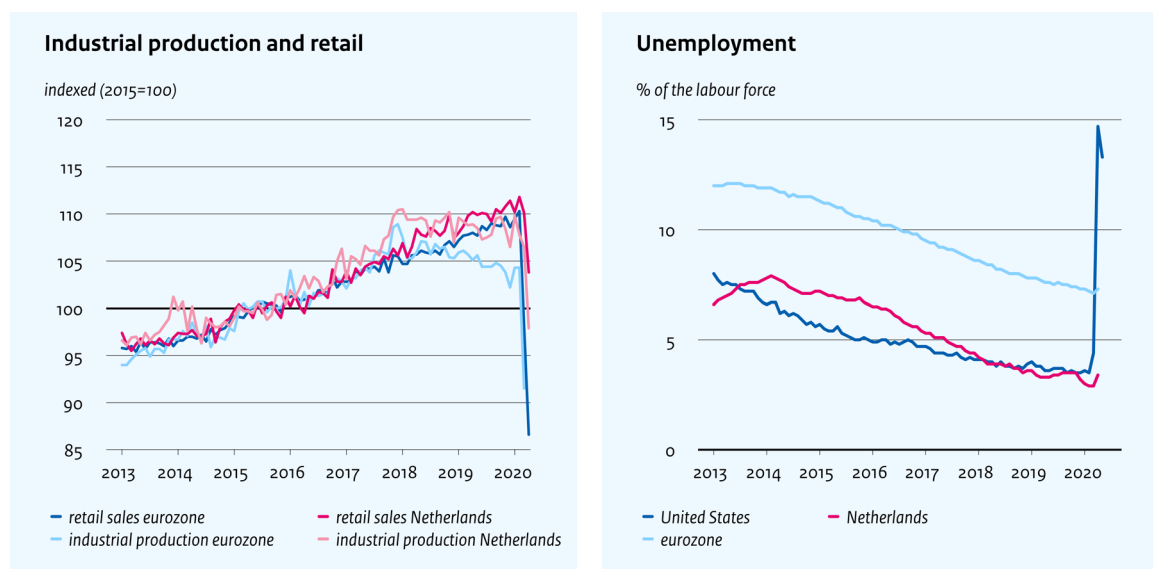 Industrial production and retail
indexed (2015=100)
120
115
110
105
100
95
90
85
2013 2014 2015 2016 2017 2018 2019 2020
retail sales eurozone
retail sales Netherlands
industrial production eurozone
industrial production Netherlands
Unemployment
% of the labour force
15
10
5
0
2013 2014 2015 2016 2017 2018 2019 2020
United States
Netherlands
eurozone